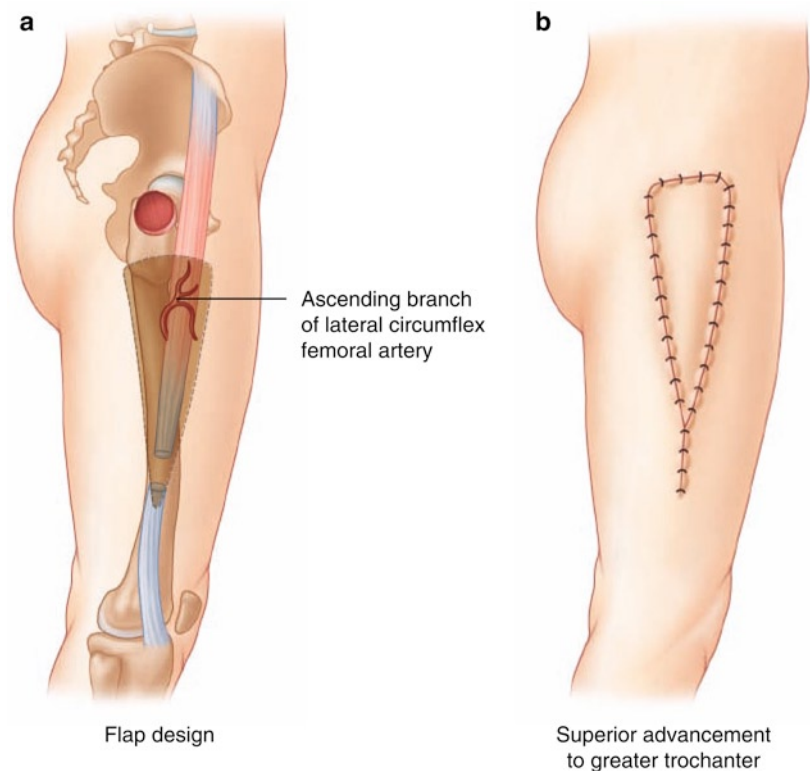 a
Ascending branch
of lateral circumflex
femoral artery
Flap design
b
Superior advancement
to greater trochanter